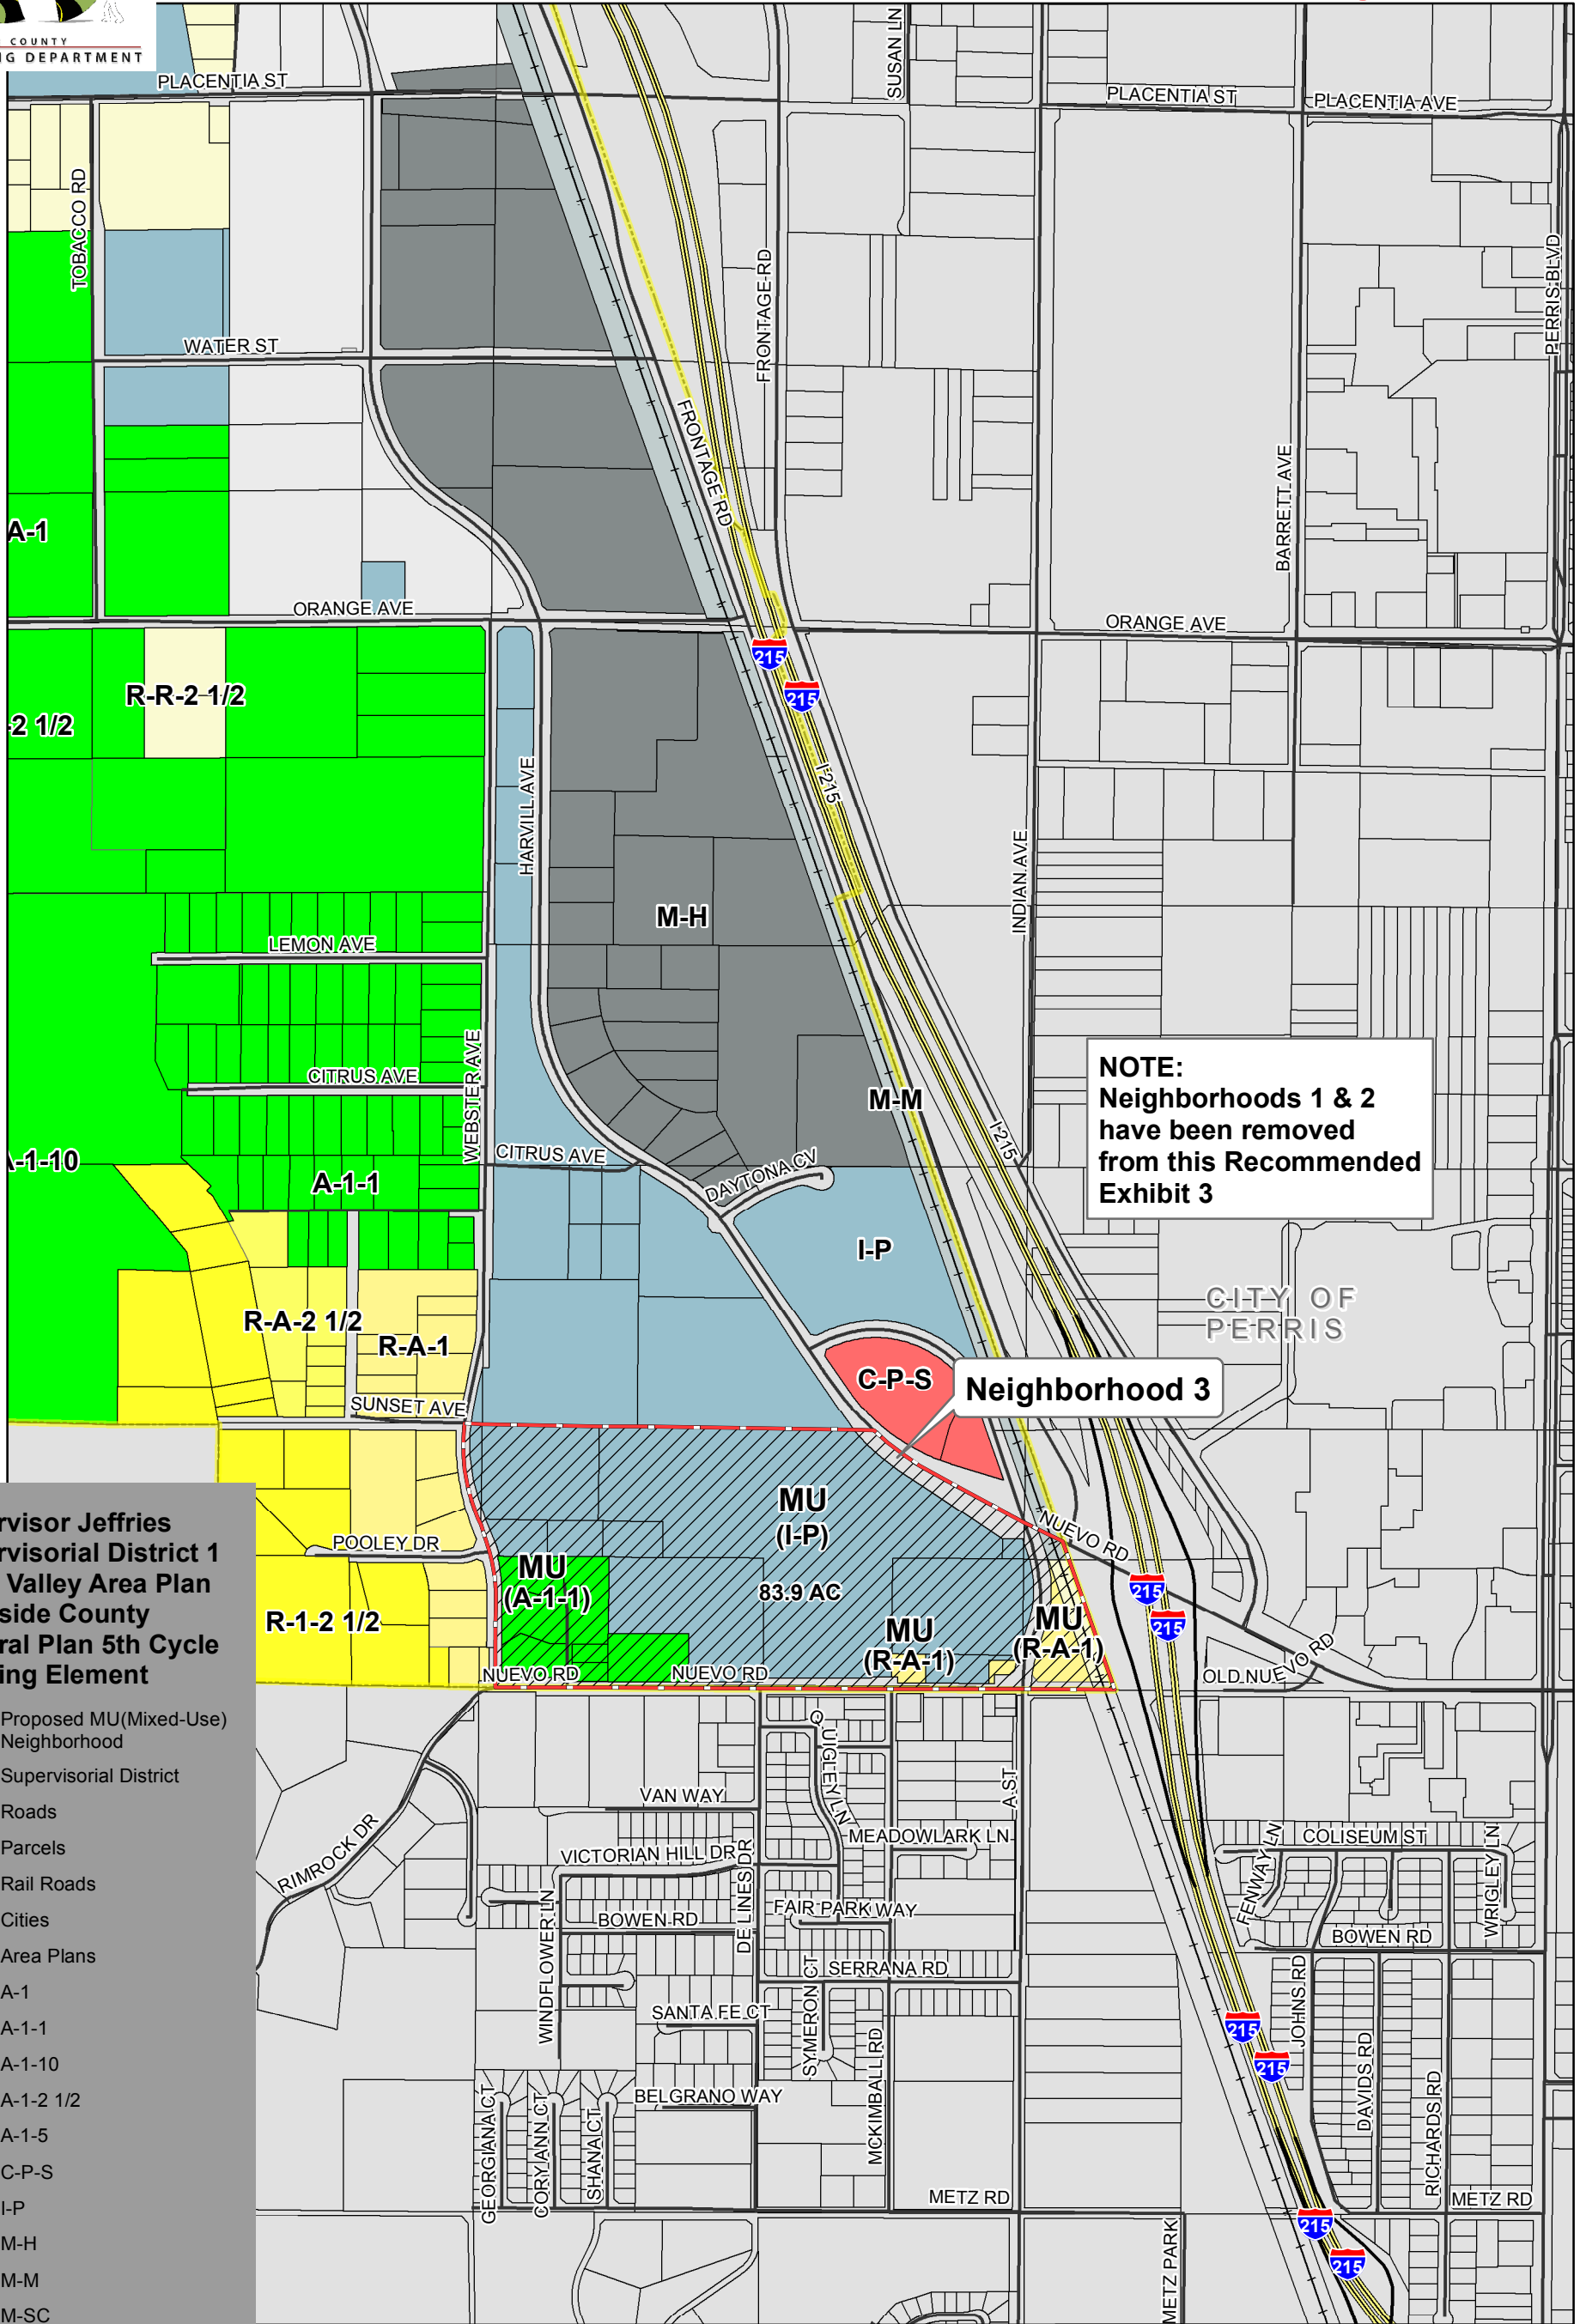 COUNTY
G DEPARTMENT
PLACENTIA ST
SUSAN LN
PLACENTIA ST
PLACENTIA AVE
TOBACCO RD
FRONTAGE RD
PERRIS BLVD
WATER ST
FRONTAGE RD
BARRETT AVE
A-1
ORANGE AVE
ORANGE AVE
215
215
R-R-2 1/2
-2 1/2
I-215
HARVILL AVE
INDIAN AVE
M-H
LEMON AVE
WEBSTER AVE
CITRUS AVE
M-M
NOTE:
Neighborhoods 1 & 2
have been removed
from this Recommended
Exhibit 3
I-215
CITRUS AVE
-1-10
A-1-1
DAYTONA CV
I-P
CITY OF
PERRIS
R-A-2 1/2
R-A-1
C-P-S
Neighborhood 3
SUNSET AVE
MU
(I-P)
NUEVO RD
POOLEY DR
MU
(A-1-1)
83.9 AC
215
215
R-1-2 1/2
MU
(R-A-1)
MU
(R-A-1)
NUEVO RD
NUEVO RD
OLD NUEVO RD
rvisor Jeffries
rvisorial District 1
Valley Area Plan
side County
ral Plan 5th Cycle
ing Element
Proposed MU(Mixed-Use)
Neighborhood
Supervisorial District
Roads
Parcels
Rail Roads
Cities
Area Plans
A-1
A-1-1
A-1-10
A-1-2 1/2
A-1-5
C-P-S
I-P
M-H
M-M
M-SC
QUIGLEY LN
VAN WAY
A ST
MEADOWLARK LN
COLISEUM ST
RIMROCK DR
VICTORIAN HILL DR
DE LINES DR
FENWAY LN
WRIGLEY LN
FAIR PARK WAY
BOWEN RD
BOWEN RD
WINDFLOWER LN
SERRANA RD
JOHNS RD
SANTA FE CT
SYMERON CT
215
215
MCKIMBALL RD
DAVIDS RD
RICHARDS RD
BELGRANO WAY
GEORGIANA CT
CORY ANN CT
SHANA CT
METZ RD
METZ RD
215
215
METZ PARK